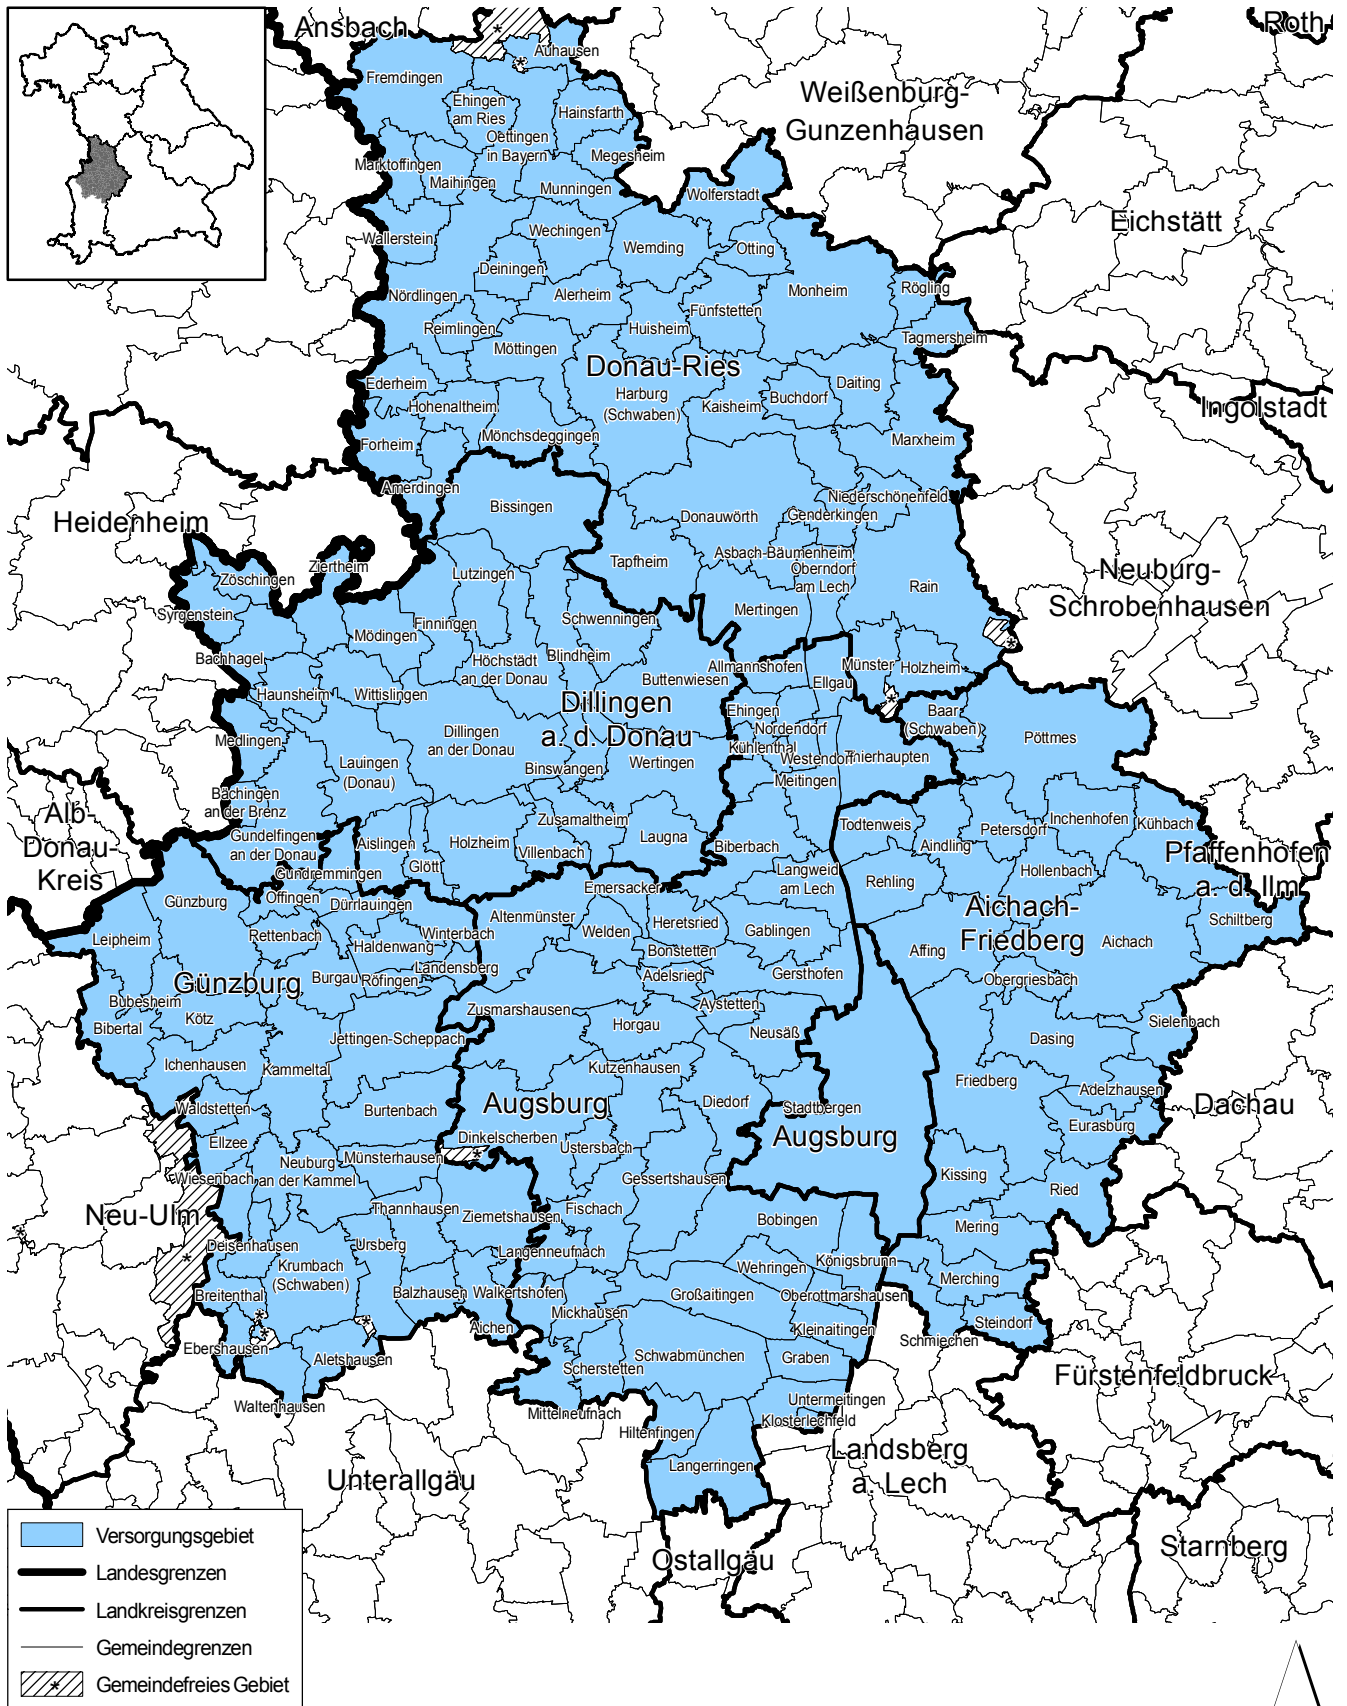 Ansbach
Roth
Auhausen
Fremdingen
Weißenburg-
Gunzenhausen
Ehingen
am Ries
Hainsfarth
Oettingen
in Bayern
Megesheim
Marktoffingen
Maihingen
Munningen
Wolferstadt
Eichstätt
Wallerstein
Wechingen
Wemding
Otting
Deiningen
Nördlingen
Alerheim
Monheim
Rögling
Fünfstetten
Reimlingen
Huisheim
Tagmersheim
Möttingen
Donau-Ries
Ederheim
Harburg
(Schwaben)
Kaisheim
Buchdorf
Daiting
Ingolstadt
Hohenaltheim
Forheim
Mönchsdeggingen
Marxheim
Amerdingen
Bissingen
Niederschönenfeld
Genderkingen
Donauwörth
Heidenheim
Ziertheim
Zöschingen
Lutzingen
Tapfheim
Asbach-Bäumenheim
Oberndorf
am Lech
Rain
Neuburg-
Schrobenhausen
Syrgenstein
Mertingen
Finningen
Schwenningen
Mödingen
Bachhagel
Höchstädt
an der Donau
Blindheim
Buttenwiesen
Allmannshofen
Ellgau
Münster
Holzheim
Haunsheim
Wittislingen
Dillingen
a. d. Donau
Ehingen
Nordendorf
Baar
(Schwaben)
Pöttmes
Medlingen
Dillingen
an der Donau
Kühlenthal
Westendorf
Thierhaupten
Lauingen
(Donau)
Binswangen
Wertingen
Meitingen
Bächingen
an der Brenz
Alb-
Donau-
Kreis
Gundelfingen
an der Donau
Aislingen
Zusamaltheim
Holzheim
Laugna
Villenbach
Glött
Gundremmingen
Biberbach
Todtenweis
Aindling
Petersdorf
Inchenhofen
Kühbach
Pfaffenhofen
a. d. Ilm
Langweid
am Lech
Rehling
Hollenbach
Günzburg
Offingen
Dürrlauingen
Emersacker
Altenmünster
Welden
Heretsried
Gablingen
Aichach-
Friedberg
Schiltberg
Leipheim
Rettenbach
Winterbach
Haldenwang
Bonstetten
Affing
Aichach
Landensberg
Burgau
Röfingen
Adelsried
Gersthofen
Obergriesbach
Günzburg
Bubesheim
Kötz
Bibertal
Zusmarshausen
Aystetten
Horgau
Neusäß
Sielenbach
Jettingen-Scheppach
Dasing
Ichenhausen
Kammeltal
Kutzenhausen
Friedberg
Adelzhausen
Waldstetten
Burtenbach
Augsburg
Diedorf
Stadtbergen
Augsburg
Eurasburg
Dachau
Ellzee
Dinkelscherben
Ustersbach
Neuburg
an der Kammel
Münsterhausen
Wiesenbach
Gessertshausen
Kissing
Ried
Neu-Ulm
Thannhausen
Ziemetshausen
Fischach
Bobingen
Mering
Deisenhausen
Ursberg
Langenneufnach
Königsbrunn
Wehringen
Krumbach
(Schwaben)
Breitenthal
Balzhausen
Walkertshofen
Großaitingen
Oberottmarshausen
Merching
Mickhausen
Aichen
Kleinaitingen
Steindorf
Schmiechen
Ebershausen
Aletshausen
Scherstetten
Schwabmünchen
Graben
Fürstenfeldbruck
Waltenhausen
Mittelneufnach
Untermeitingen
Klosterlechfeld
Hiltenfingen
Landsberg
a. Lech
Langerringen
Unterallgäu
Ostallgäu
Starnberg
Versorgungsgebiet
Landesgrenzen
Landkreisgrenzen
Gemeindegrenzen
Gemeindefreies Gebiet